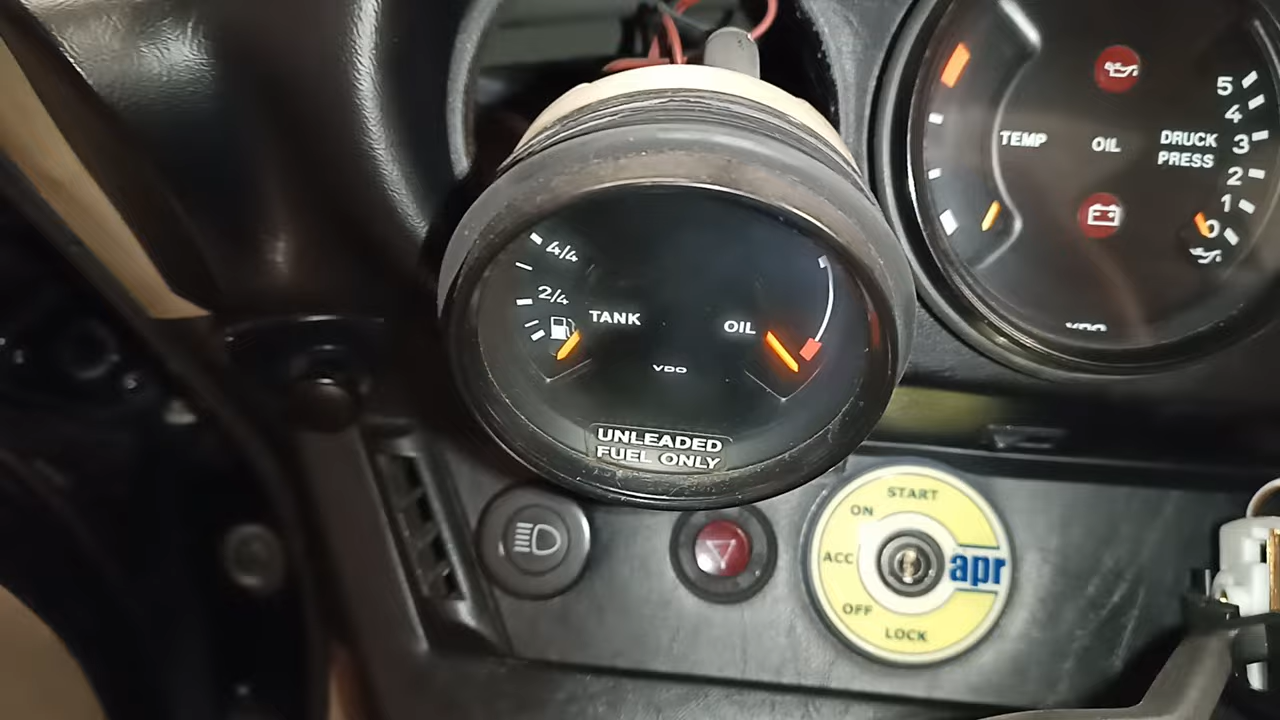 4/4
2/4
TANK
OIL
VDO
UNLEADED
FUEL ONLY
TEMP
OIL
DRUCK
PRESS
5
4
3
2
1
0
VDO
START
ON
ACC
OFF
LOCK
apr